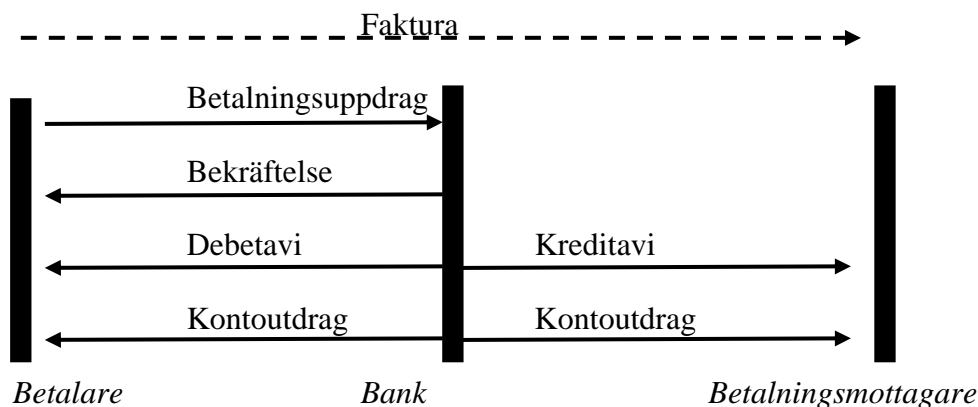 Faktura
Betalningsuppdrag
Bekräftelse
Debetavi Kreditavi
Kontoutdrag Kontoutdrag
Betalare Bank Betalningsmottagare